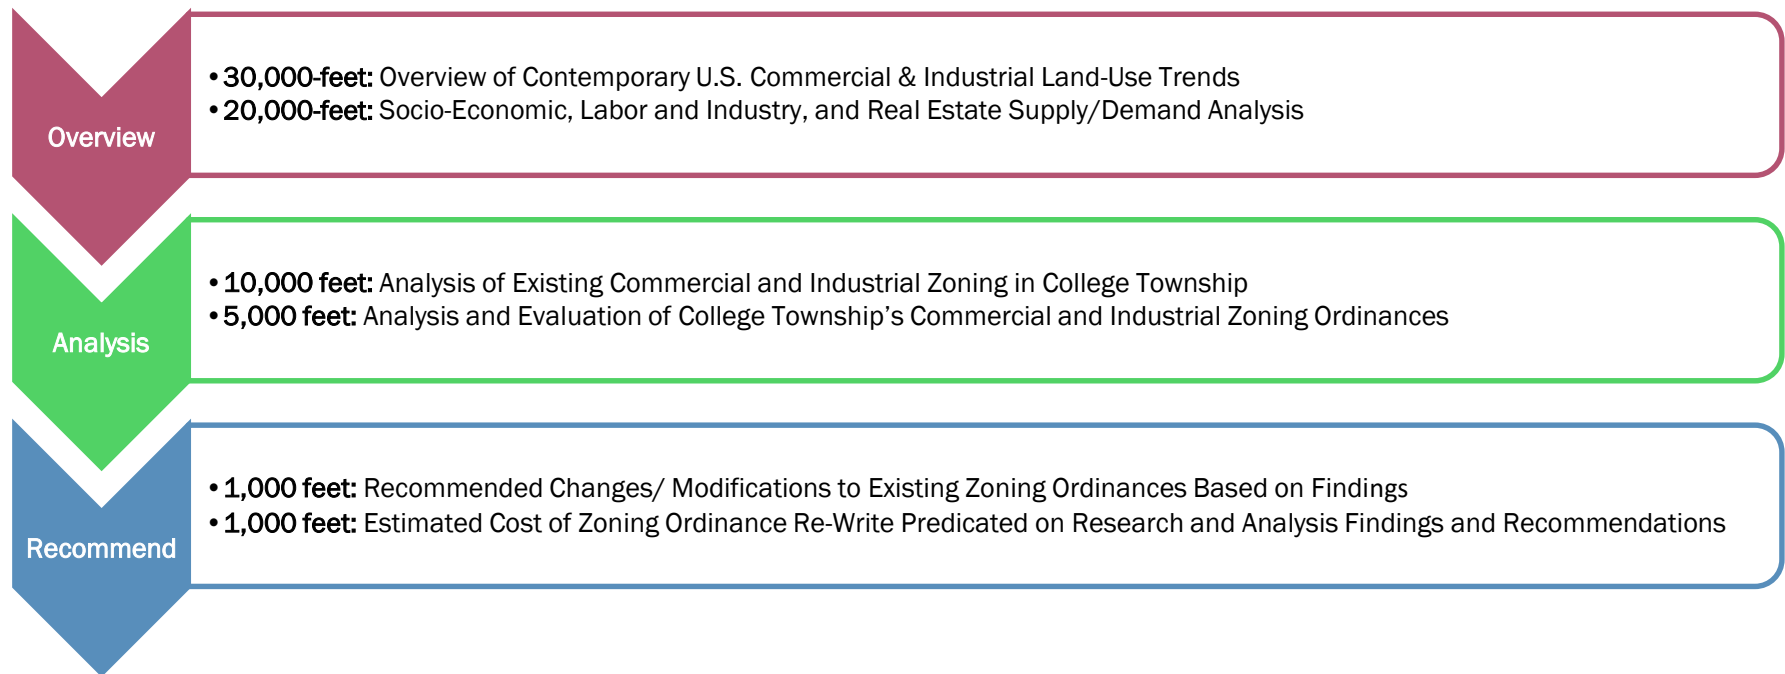 Overview
•30,000-feet: Overview of Contemporary U.S. Commercial & Industrial Land-Use Trends
•20,000-feet: Socio-Economic, Labor and Industry, and Real Estate Supply/Demand Analysis
Analysis
•10,000 feet: Analysis of Existing Commercial and Industrial Zoning in College Township
•5,000 feet: Analysis and Evaluation of College Township’s Commercial and Industrial Zoning Ordinances
Recommend
•1,000 feet: Recommended Changes/ Modifications to Existing Zoning Ordinances Based on Findings
•1,000 feet: Estimated Cost of Zoning Ordinance Re-Write Predicated on Research and Analysis Findings and Recommendations